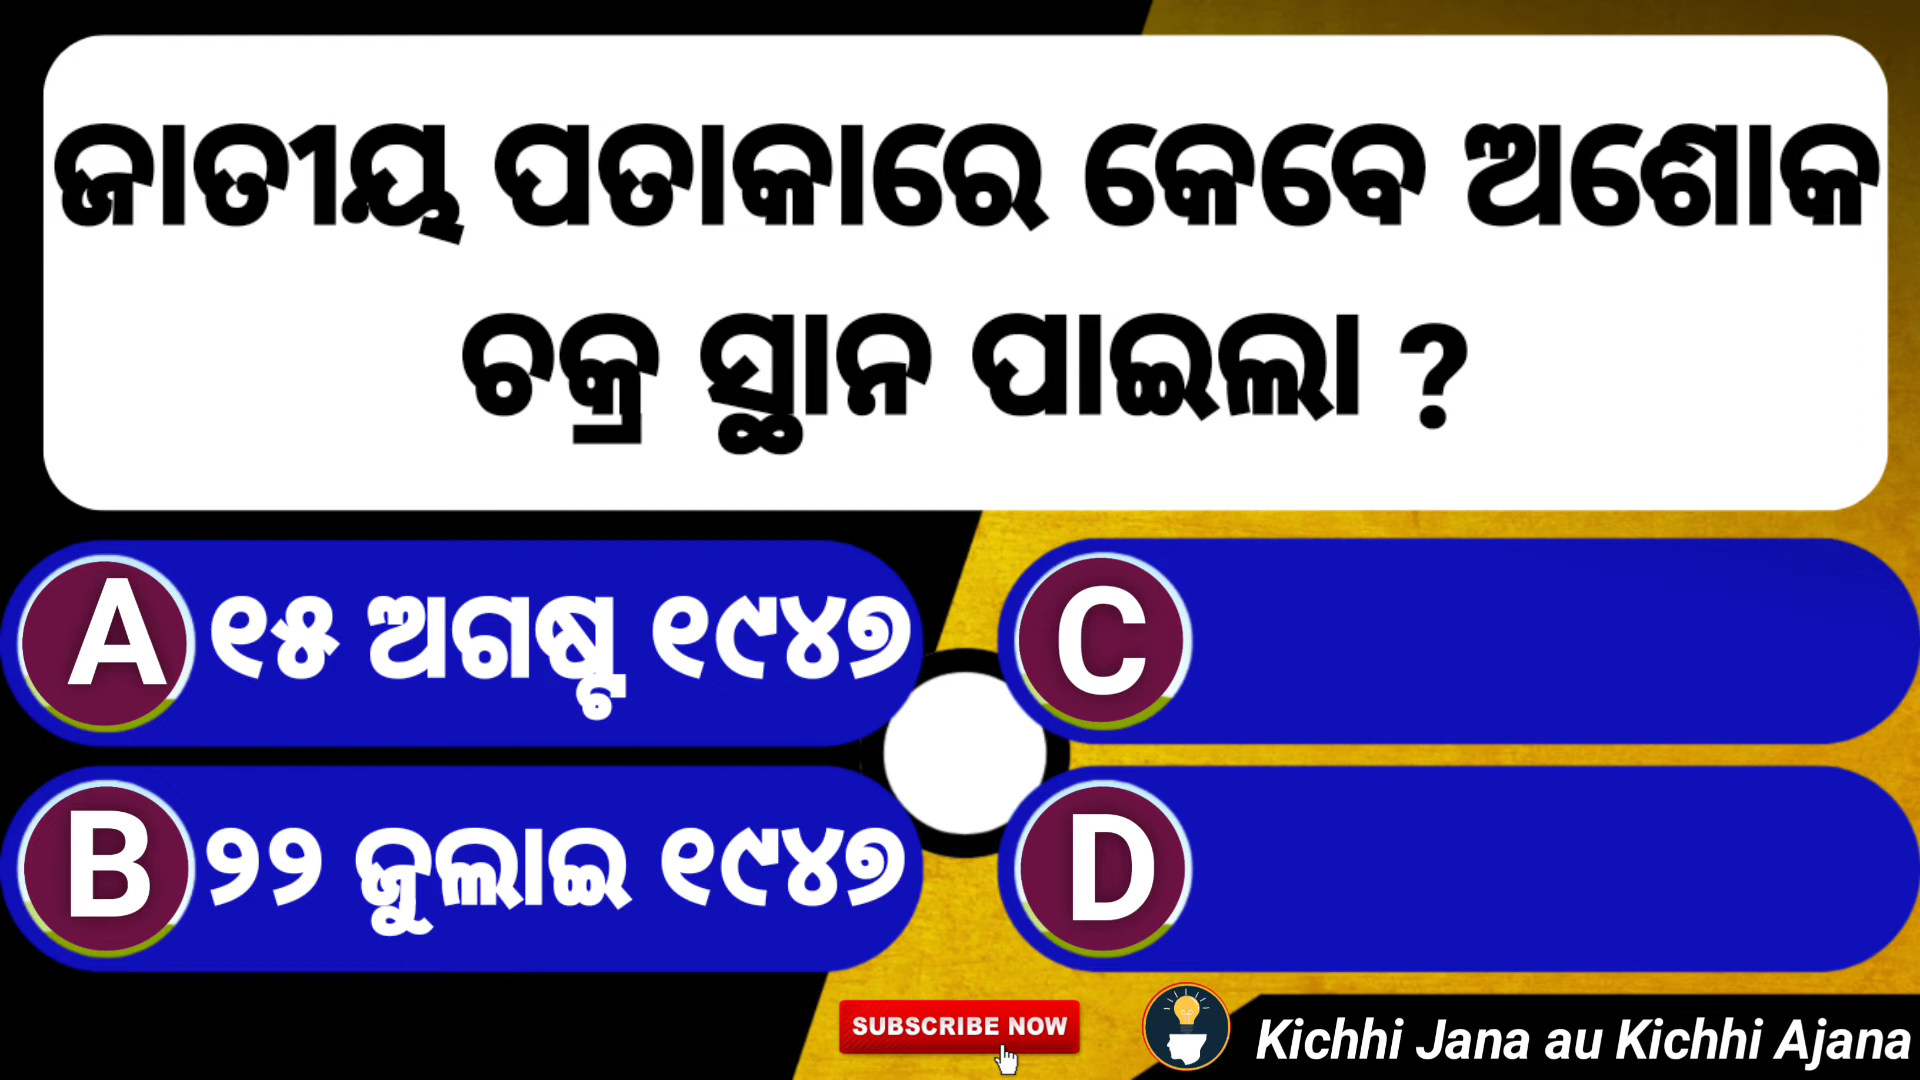 ଜାତୀୟ ପତାକାରେ କେବେ ଅଶୋକ
ଚକ୍ର ସ୍ଥାନ ପାଇଲା ?
A ୧୫ ଅଗଷ୍ଟ ୧୯୪୭
B ୨୨ ଜୁଲାଇ ୧୯୪୭
C
D
SUBSCRIBE NOW
Kichhi Jana au Kichhi Ajana